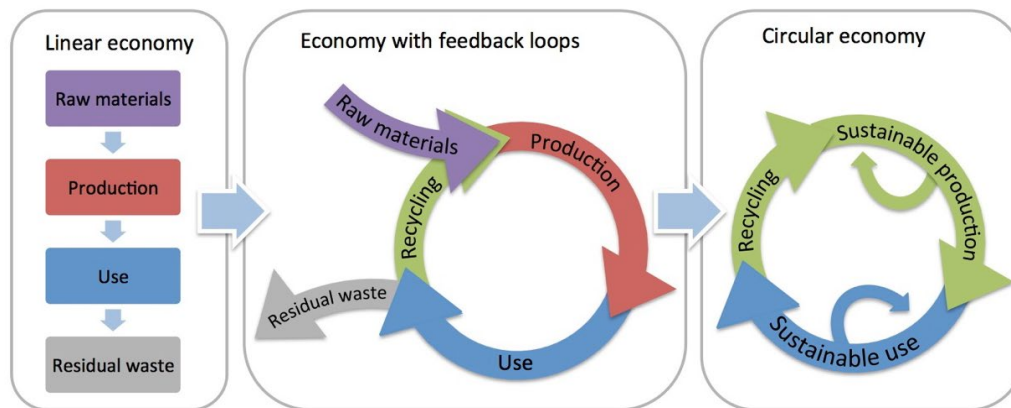 Linear economy
Raw materials
Production
Use
Residual waste
Economy with feedback loops
Raw materials
Production
Recycling
Residual waste
Use
Circular economy
Sustainable production
Recycling
Sustainable use